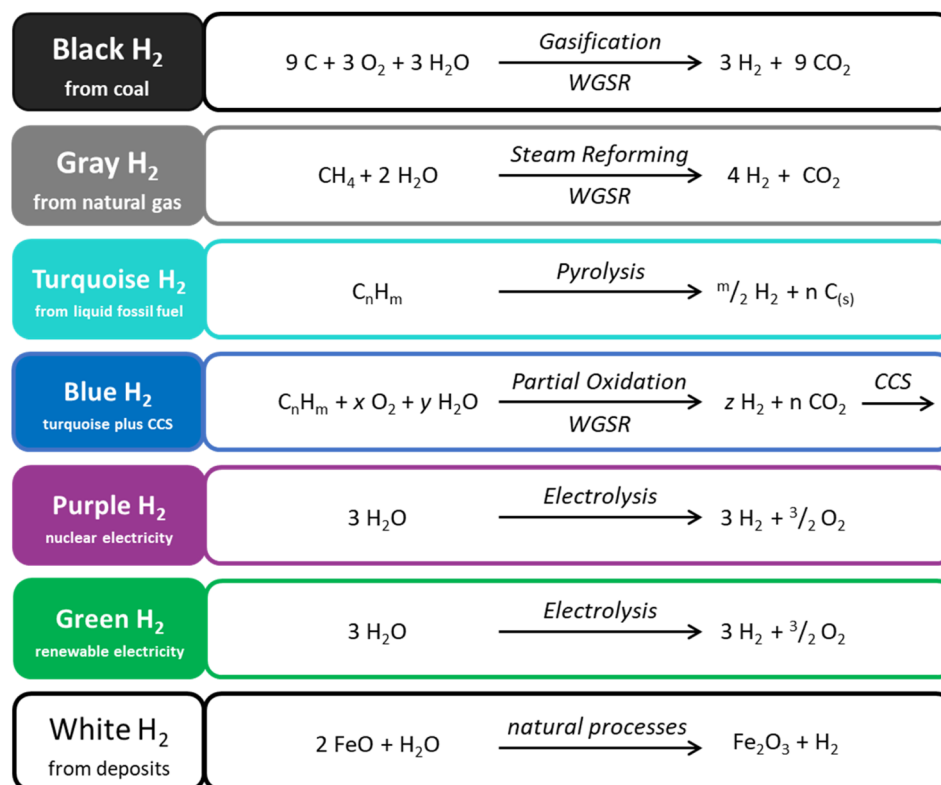 Black H₂
from coal
9 C + 3 O₂ + 3 H₂O
Gasification
WGSR
3 H₂ + 9 CO₂
Gray H₂
from natural gas
CH₄ + 2 H₂O
Steam Reforming
WGSR
4 H₂ + CO₂
Turquoise H₂
from liquid fossil fuel
CₙHₘ
Pyrolysis
ᵐ/₂ H₂ + n C₍ₛ₎
Blue H₂
turquoise plus CCS
CₙHₘ + x O₂ + y H₂O
Partial Oxidation
WGSR
z H₂ + n CO₂
CCS
Purple H₂
nuclear electricity
3 H₂O
Electrolysis
3 H₂ + ³/₂ O₂
Green H₂
renewable electricity
3 H₂O
Electrolysis
3 H₂ + ³/₂ O₂
White H₂
from deposits
2 FeO + H₂O
natural processes
Fe₂O₃ + H₂